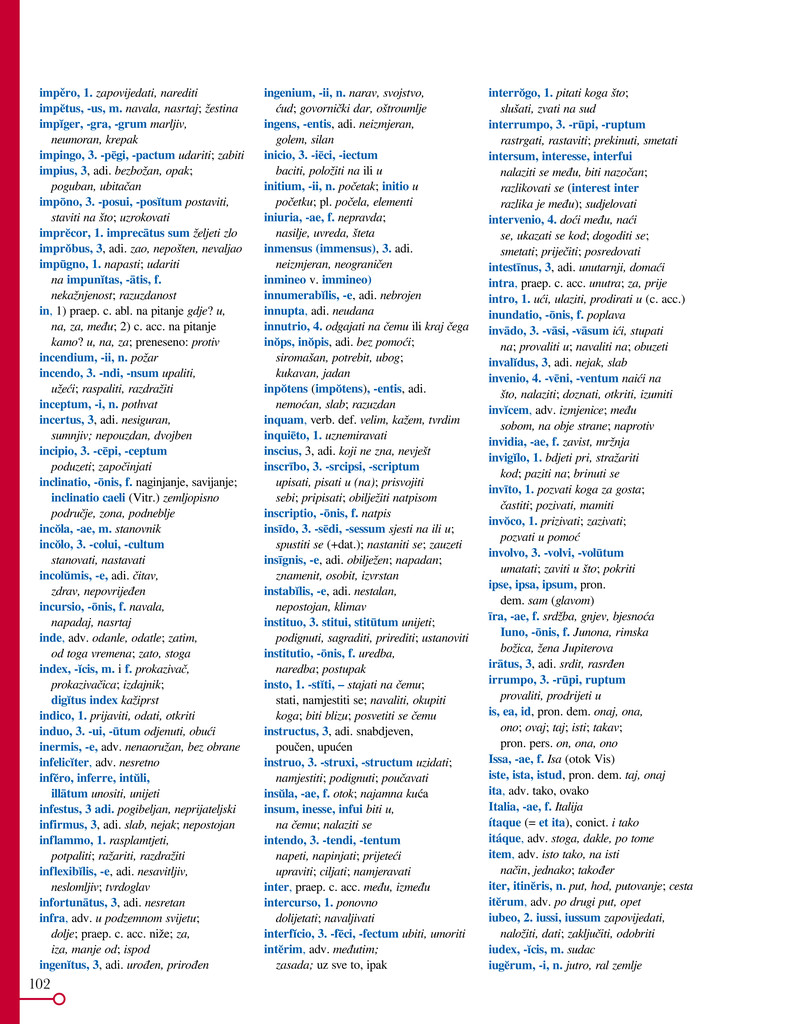 impĕro, 1. zapovijedati, narediti
impĕtus, -us, m. navala, nasrtaj; žestina
impĭger, -gra, -grum marljiv,
neumoran, krepak
impingo, 3. -pēgi, -pactum udariti; zabiti
impius, 3, adi. bezbožan, opak;
poguban, ubitačan
impōno, 3. -posui, -posĭtum postaviti,
staviti na što; uzrokovati
imprĕcor, 1. imprecātus sum željeti zlo
imprŏbus, 3, adi. zao, nepošten, nevaljao
impūgno, 1. napasti; udariti
na impunĭtas, -ātis, f.
nekažnjenost; razuzdanost
in, 1) praep. c. abl. na pitanje gdje? u,
na, za, među; 2) c. acc. na pitanje
kamo? u, na, za; preneseno: protiv
incendium, -ii, n. požar
incendo, 3. -ndi, -nsum upaliti,
užeći; raspaliti, razdražiti
inceptum, -i, n. pothvat
incertus, 3, adi. nesiguran,
sumnjiv; nepouzdan, dvojben
incipio, 3. -cēpi, -ceptum
poduzeti; započinjati
inclinatio, -ōnis, f. naginjanje, savijanje;
inclinatio caeli (Vitr.) zemljopisno
područje, zona, podneblje
incŏla, -ae, m. stanovnik
incŏlo, 3. -colui, -cultum
stanovati, nastavati
incolŭmis, -e, adi. čitav,
zdrav, nepovrijeđen
incursio, -ōnis, f. navala,
napadaj, nasrtaj
inde, adv. odanle, odatle; zatim,
od toga vremena; zato, stoga
index, -ĭcis, m. i f. prokazivač,
prokazivačica; izdajnik;
digĭtus index kažiprst
indico, 1. prijaviti, odati, otkriti
induo, 3. -ui, -ūtum odjenuti, obući
inermis, -e, adv. nenaoružan, bez obrane
infelicĭter, adv. nesretno
infĕro, inferre, intŭli,
illātum unositi, unijeti
infestus, 3 adi. pogibeljan, neprijateljski
infirmus, 3, adi. slab, nejak; nepostojan
inflammo, 1. rasplamtjeti,
potpaliti; ražariti, razdražiti
inflexibĭlis, -e, adi. nesavitljiv,
neslomljiv; tvrdoglav
infortunātus, 3, adi. nesretan
infra, adv. u podzemnom svijetu;
dolje; praep. c. acc. niže; za,
iza, manje od; ispod
ingenĭtus, 3, adi. urođen, prirođen
ingenium, -ii, n. narav, svojstvo,
ćud; govornički dar, oštroumlje
ingens, -entis, adi. neizmjeran,
golem, silan
inicio, 3. -iēci, -iectum
baciti, položiti na ili u
initium, -ii, n. početak; initio u
početku; pl. počela, elementi
iniuria, -ae, f. nepravda;
nasilje, uvreda, šteta
inmensus (immensus), 3. adi.
neizmjeran, neograničen
inmineo v. immineo)
innumerabĭlis, -e, adi. nebrojen
innupta, adi. neudana
innutrio, 4. odgajati na čemu ili kraj čega
inŏps, inŏpis, adi. bez pomoći;
siromašan, potrebit, ubog;
kukavan, jadan
inpŏtens (impŏtens), -entis, adi.
nemoćan, slab; razuzdan
inquam, verb. def. velim, kažem, tvrdim
inquiēto, 1. uznemiravati
inscius, 3, adi. koji ne zna, nevješt
inscrībo, 3. -srcipsi, -scriptum
upisati, pisati u (na); prisvojiti
sebi; pripisati; obilježiti natpisom
inscriptio, -ōnis, f. natpis
insīdo, 3. -sēdi, -sessum sjesti na ili u;
spustiti se (+dat.); nastaniti se; zauzeti
insīgnis, -e, adi. obilježen; napadan;
znamenit, osobit, izvrstan
instabĭlis, -e, adi. nestalan,
nepostojan, klimav
instituo, 3. stitui, stitūtum unijeti;
podignuti, sagraditi, prirediti; ustanoviti
institutio, -ōnis, f. uredba,
naredba; postupak
insto, 1. -stĭti, – stajati na čemu;
stati, namjestiti se; navaliti, okupiti
koga; biti blizu; posvetiti se čemu
instructus, 3, adi. snabdjeven,
poučen, upućen
instruo, 3. -struxi, -structum uzidati;
namjestiti; podignuti; poučavati
insŭla, -ae, f. otok; najamna kuća
insum, inesse, infui biti u,
na čemu; nalaziti se
intendo, 3. -tendi, -tentum
napeti, napinjati; prijeteći
upraviti; ciljati; namjeravati
inter, praep. c. acc. među, između
intercurso, 1. ponovno
dolijetati; navaljivati
interfĭcio, 3. -fēci, -fectum ubiti, umoriti
intĕrim, adv. međutim;
zasada; uz sve to, ipak
interrŏgo, 1. pitati koga što;
slušati, zvati na sud
interrumpo, 3. -rūpi, -ruptum
rastrgati, rastaviti; prekinuti, smetati
intersum, interesse, interfui
nalaziti se među, biti nazočan;
razlikovati se (interest inter
razlika je među); sudjelovati
intervenio, 4. doći među, naći
se, ukazati se kod; dogoditi se;
smetati; priječiti; posredovati
intestīnus, 3, adi. unutarnji, domaći
intra, praep. c. acc. unutra; za, prije
intro, 1. ući, ulaziti, prodirati u (c. acc.)
inundatio, -ōnis, f. poplava
invādo, 3. -vāsi, -vāsum ići, stupati
na; provaliti u; navaliti na; obuzeti
invalĭdus, 3, adi. nejak, slab
invenio, 4. -vēni, -ventum naići na
što, nalaziti; doznati, otkriti, izumiti
invĭcem, adv. izmjenice; među
sobom, na obje strane; naprotiv
invidia, -ae, f. zavist, mržnja
invigĭlo, 1. bdjeti pri, stražariti
kod; paziti na; brinuti se
invīto, 1. pozvati koga za gosta;
častiti; pozivati, mamiti
invŏco, 1. prizivati; zazivati;
pozvati u pomoć
involvo, 3. -volvi, -volūtum
umatati; zaviti u što; pokriti
ipse, ipsa, ipsum, pron.
dem. sam (glavom)
īra, -ae, f. srdžba, gnjev, bjesnoća
Iuno, -ōnis, f. Junona, rimska
božica, žena Jupiterova
irātus, 3, adi. srdit, rasrđen
irrumpo, 3. -rūpi, ruptum
provaliti, prodrijeti u
is, ea, id, pron. dem. onaj, ona,
ono; ovaj; taj; isti; takav;
pron. pers. on, ona, ono
Issa, -ae, f. Isa (otok Vis)
iste, ista, istud, pron. dem. taj, onaj
ita, adv. tako, ovako
Italia, -ae, f. Italija
ítaque (= et ita), conict. i tako
itáque, adv. stoga, dakle, po tome
item, adv. isto tako, na isti
način, jednako; također
iter, itinĕris, n. put, hod, putovanje; cesta
itĕrum, adv. po drugi put, opet
iubeo, 2. iussi, iussum zapovijedati,
naložiti, dati; zaključiti, odobriti
iudex, -ĭcis, m. sudac
iugĕrum, -i, n. jutro, ral zemlje
102